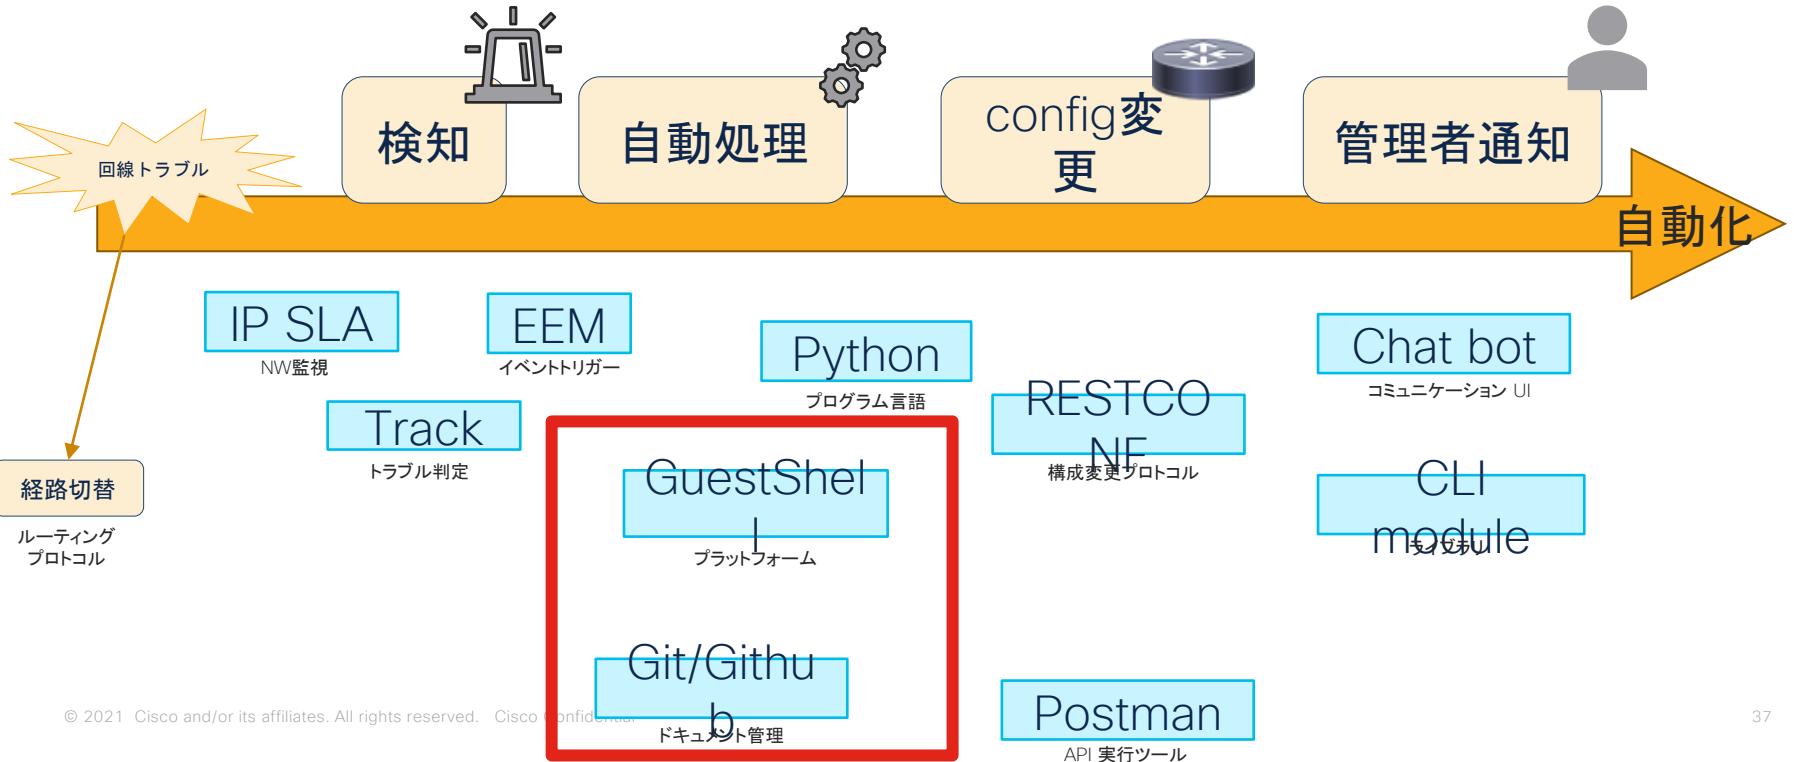 検知
自動処理
config変
更
管理者通知
回線トラブル
自動化
IP SLA
NW監視
EEM
イベントトリガー
Python
プログラム言語
Chat bot
コミュニケーション UI
Track
トラブル判定
RESTCO
NF
構成変更プロトコル
GuestShel
l
プラットフォーム
CLI
module
ライブラリ
経路切替
ルーティング
プロトコル
Git/Githu
b
ドキュメント管理
Postman
API 実行ツール
© 2021 Cisco and/or its affiliates. All rights reserved. Cisco Confidential
37